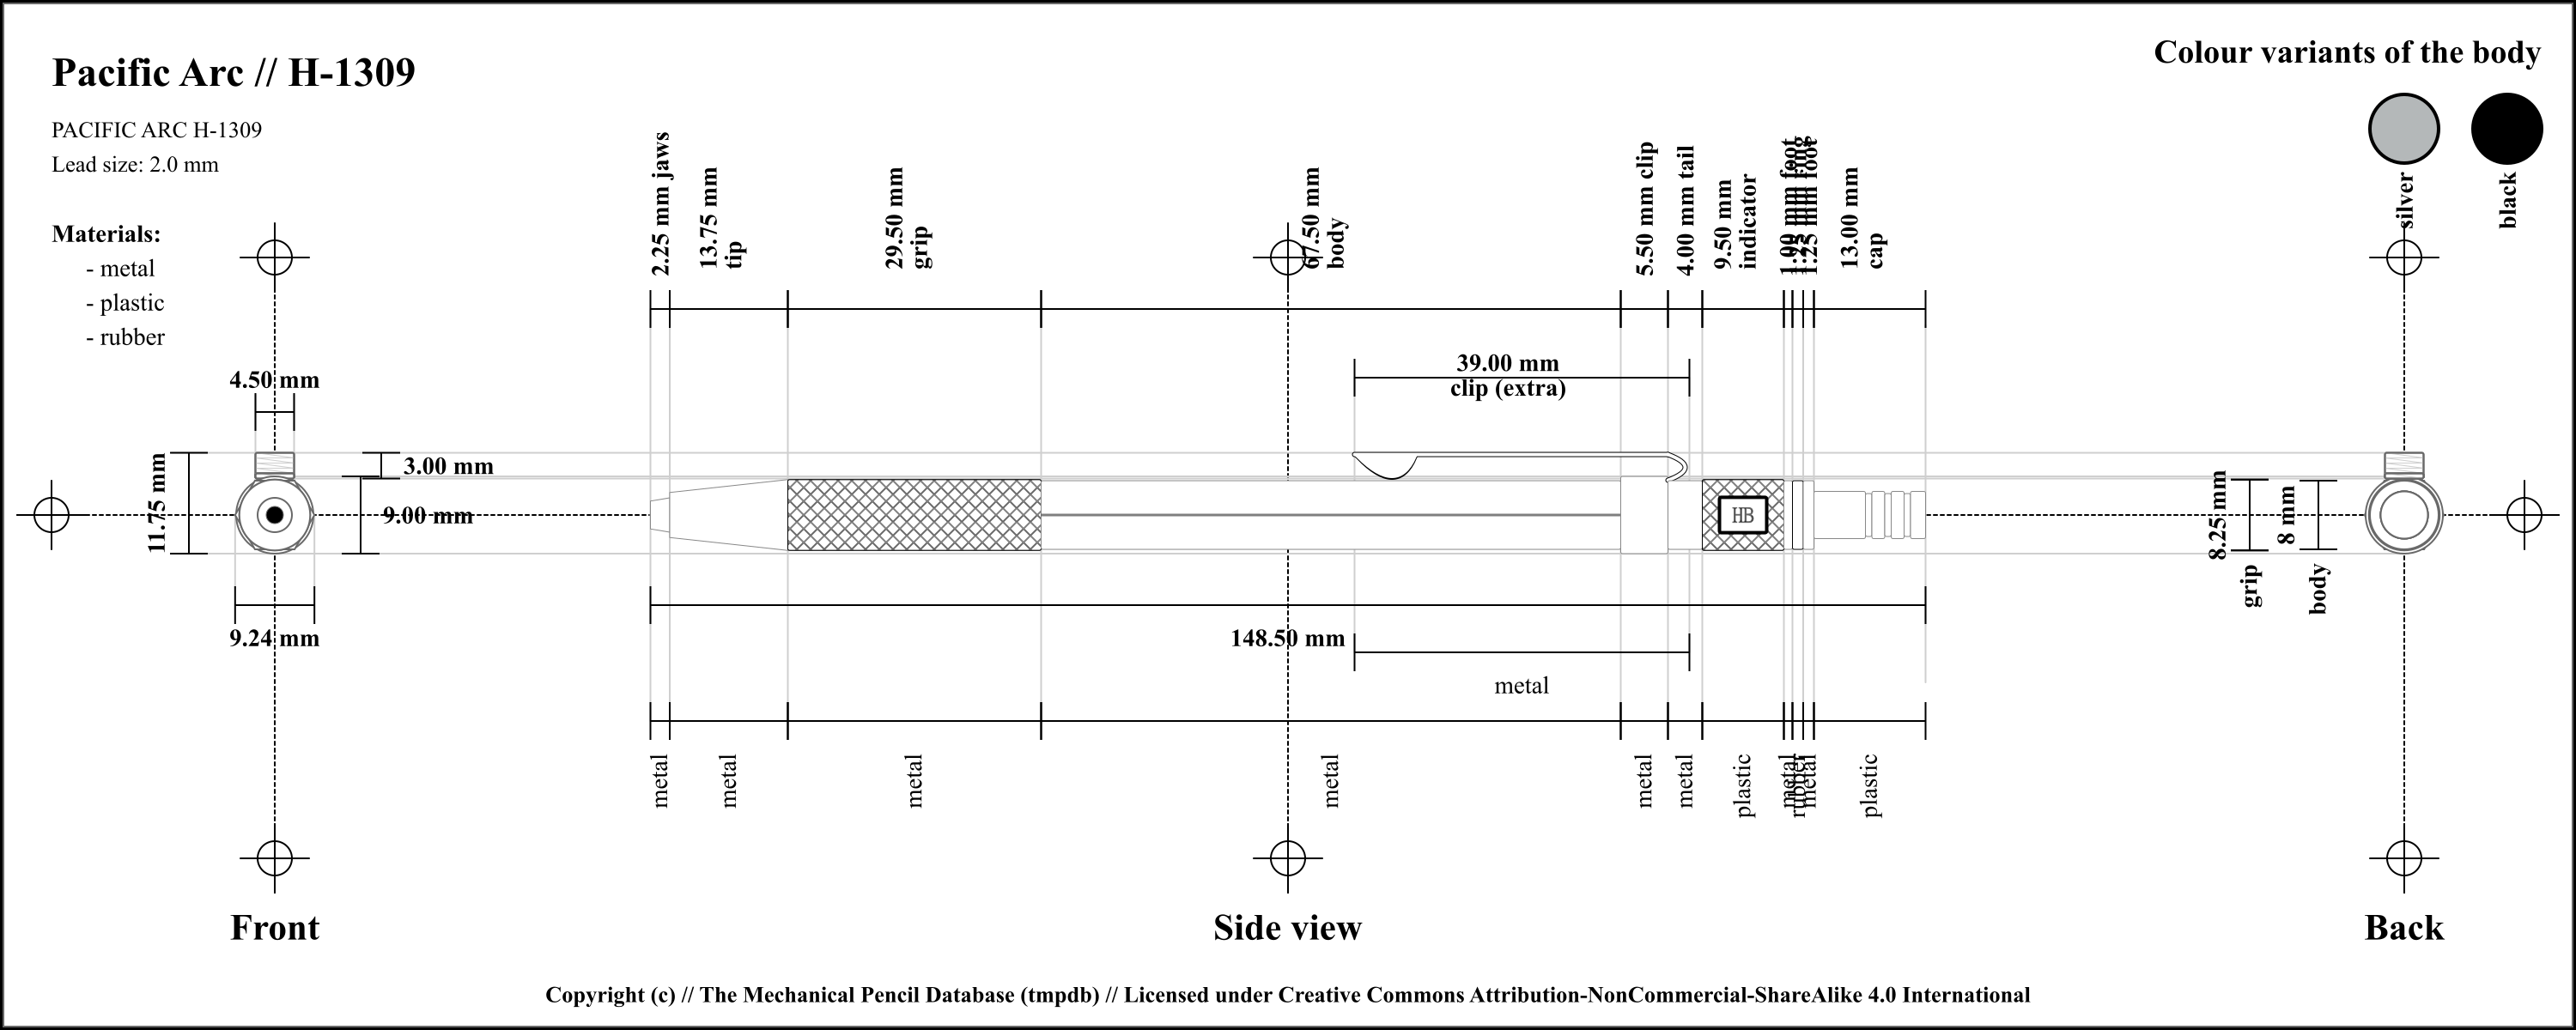 Pacific Arc // H-1309
Colour variants of the body
PACIFIC ARC H-1309
Lead size: 2.0 mm
silver
black
Materials:
- metal
- plastic
- rubber
2.25 mm jaws
13.75 mm
tip
29.50 mm
grip
67.50 mm
body
5.50 mm clip
4.00 mm tail
9.50 mm
indicator
1.00 mm foot
1.25 mm foot
13.00 mm
cap
39.00 mm
clip (extra)
4.50 mm
11.75 mm
3.00 mm
9.00 mm
9.24 mm
HB
8.25 mm
grip
8 mm
body
148.50 mm
metal
metal
metal
metal
metal
metal
metal
plastic
metal
rubber
metal
plastic
Front
Side view
Back
Copyright (c) // The Mechanical Pencil Database (tmpdb) // Licensed under Creative Commons Attribution-NonCommercial-ShareAlike 4.0 International